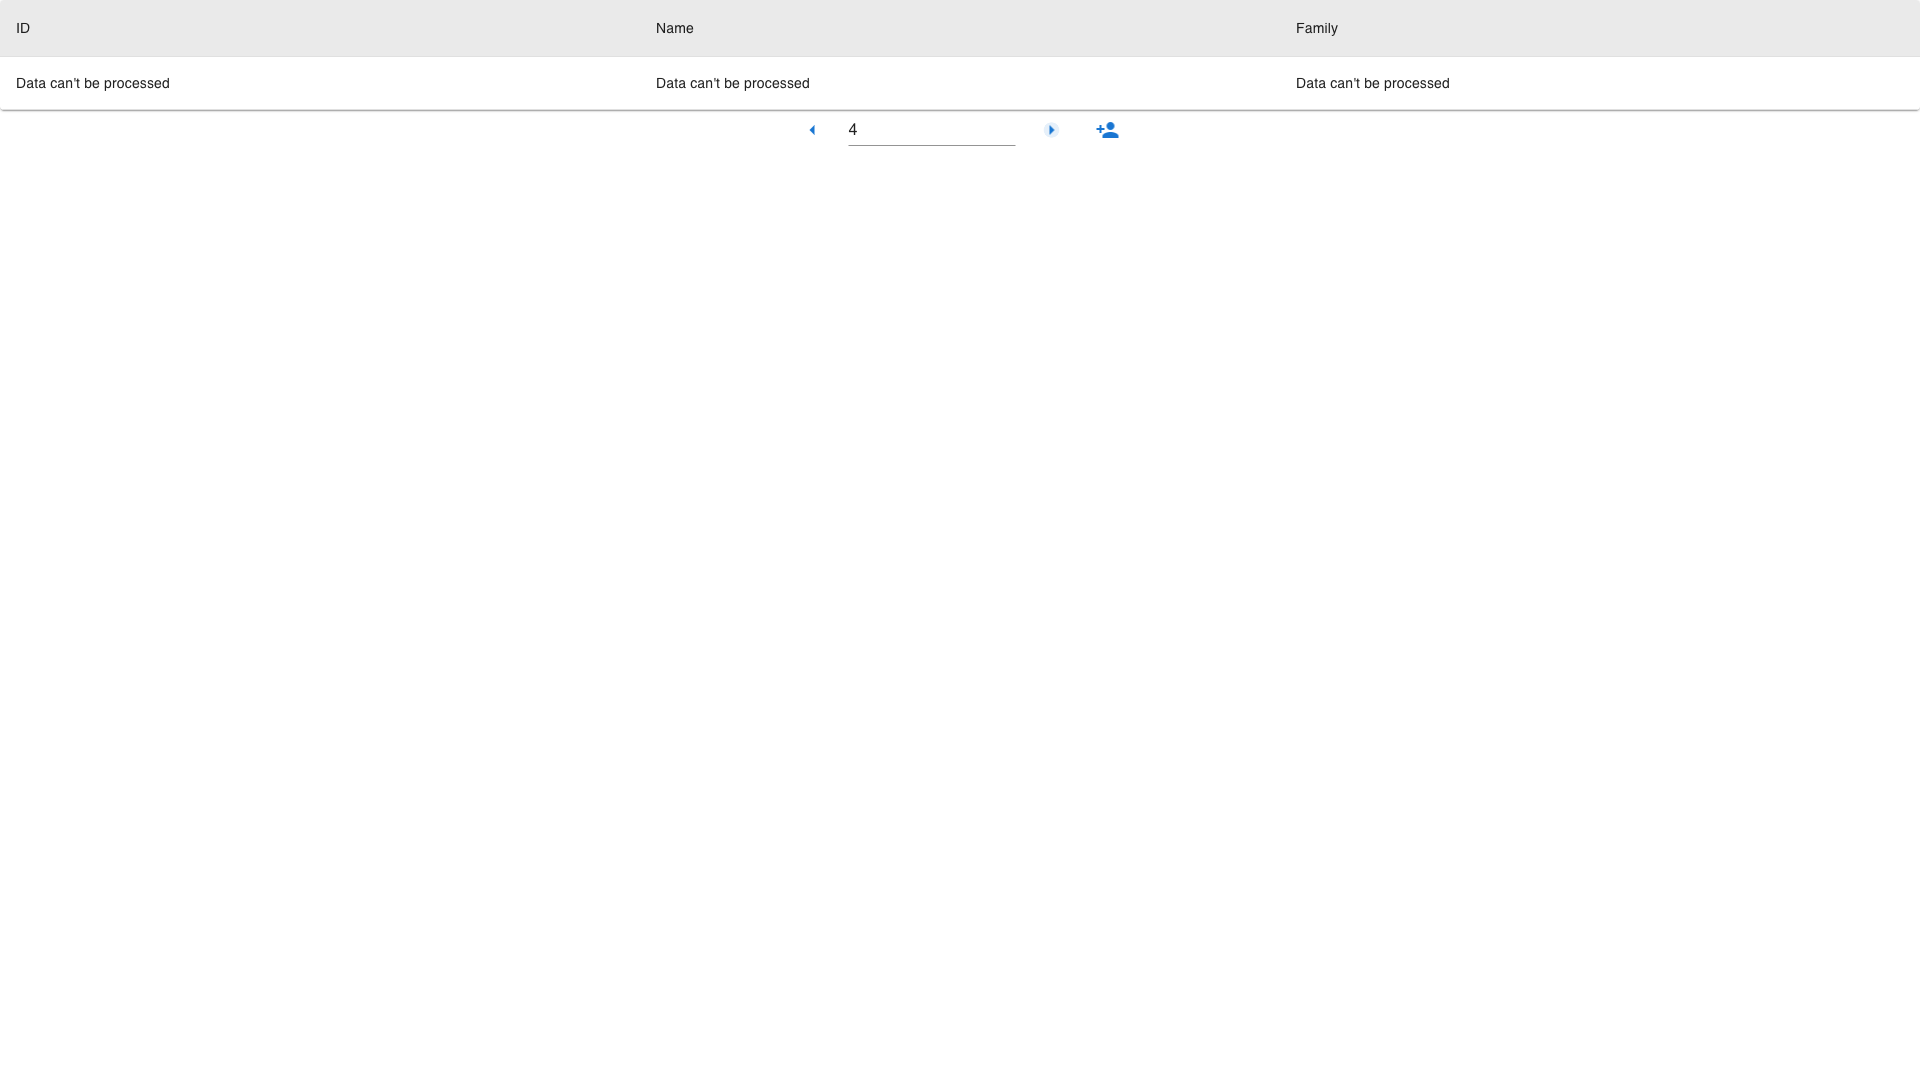 ID Name Family
Data can't be processed Data can't be processed Data can't be processed
4